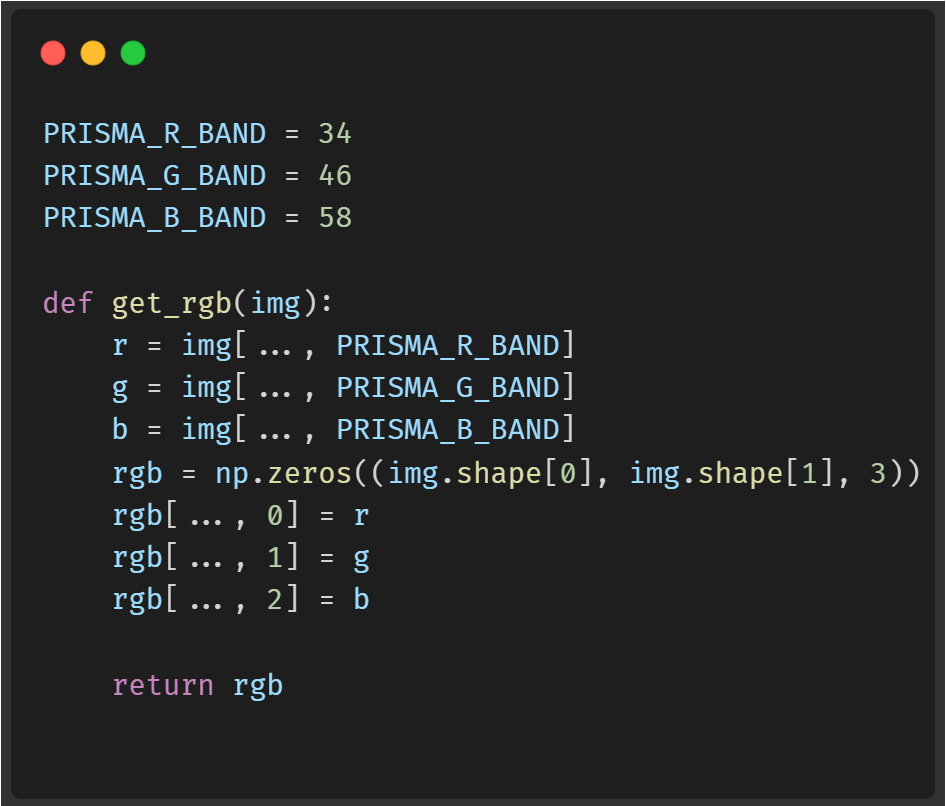 PRISMA_R_BAND = 34
PRISMA_G_BAND = 46
PRISMA_B_BAND = 58
def get_rgb(img):
    r = img[..., PRISMA_R_BAND]
    g = img[..., PRISMA_G_BAND]
    b = img[..., PRISMA_B_BAND]
    rgb = np.zeros((img.shape[0], img.shape[1], 3))
    rgb[..., 0] = r
    rgb[..., 1] = g
    rgb[..., 2] = b
    return rgb